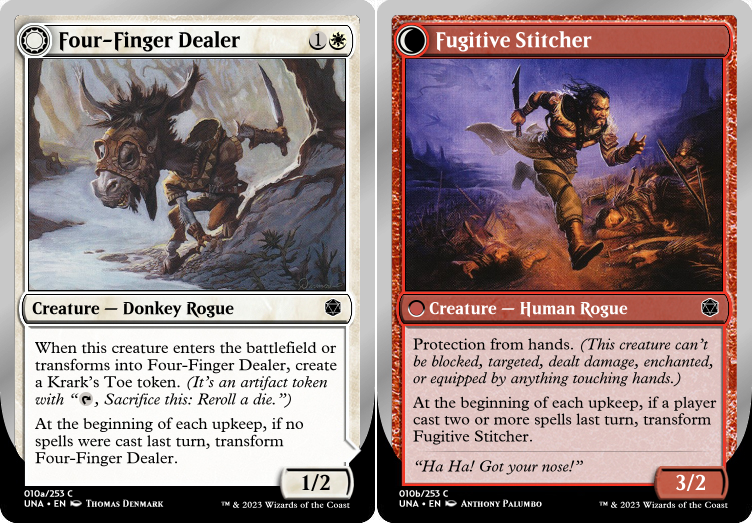 Four-Finger Dealer
1
Creature — Donkey Rogue
When this creature enters the battlefield or
transforms into Four-Finger Dealer, create
a Krark's Toe token. (It's an artifact token
with “, Sacrifice this: Reroll a die.”)
At the beginning of each upkeep, if no
spells were cast last turn, transform
Four-Finger Dealer.
1/2
010a/253 C
UNA • EN Thomas Denmark
™ & 2023 Wizards of the Coast
Fugitive Stitcher
Creature — Human Rogue
Protection from hands. (This creature can't
be blocked, targeted, dealt damage, enchanted,
or equipped by anything touching hands.)
At the beginning of each upkeep, if a player
cast two or more spells last turn, transform
Fugitive Stitcher.
“Ha Ha! Got your nose!”
3/2
010b/253 C
UNA • EN Anthony Palumbo
™ & 2023 Wizards of the Coast